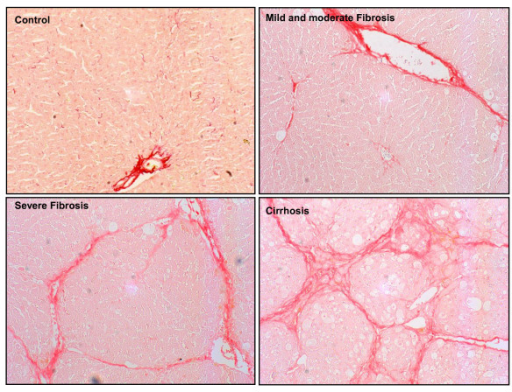 Control
Mild and moderate Fibrosis
Severe Fibrosis
Cirrhosis